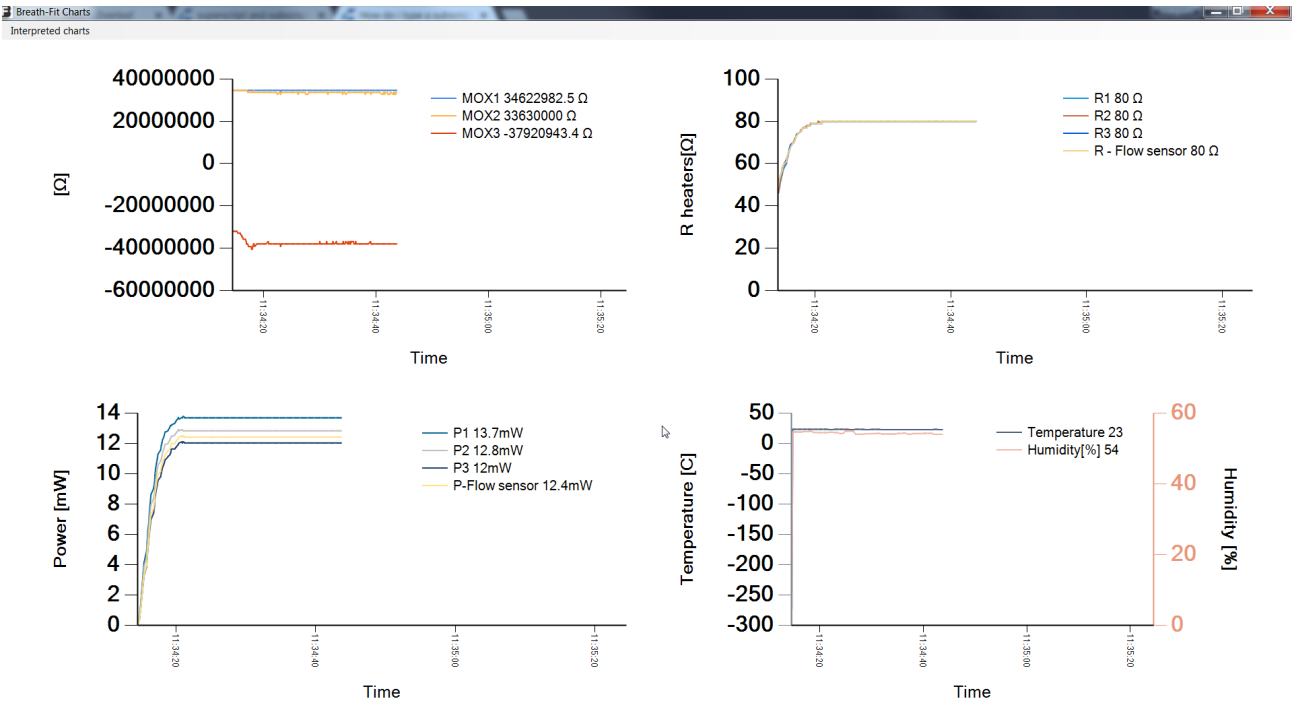 Breath-Fit Charts
Interpreted charts
40000000
20000000
0
-20000000
-40000000
-60000000
[Ω]
MOX1 34622982.5 Ω
MOX2 33630000 Ω
MOX3 -37920943.4 Ω
11:34:20
11:34:40
11:35:00
11:35:20
Time
100
80
60
40
20
0
R heaters[Ω]
R1 80 Ω
R2 80 Ω
R3 80 Ω
R - Flow sensor 80 Ω
11:34:20
11:34:40
11:35:00
11:35:20
Time
14
12
10
8
6
4
2
0
Power [mW]
P1 13.7mW
P2 12.8mW
P3 12mW
P-Flow sensor 12.4mW
11:34:20
11:34:40
11:35:00
11:35:20
Time
50
0
-50
-100
-150
-200
-250
-300
Temperature [C]
Temperature 23
Humidity[%] 54
60
40
20
0
Humidity [%]
11:34:20
11:34:40
11:35:00
11:35:20
Time